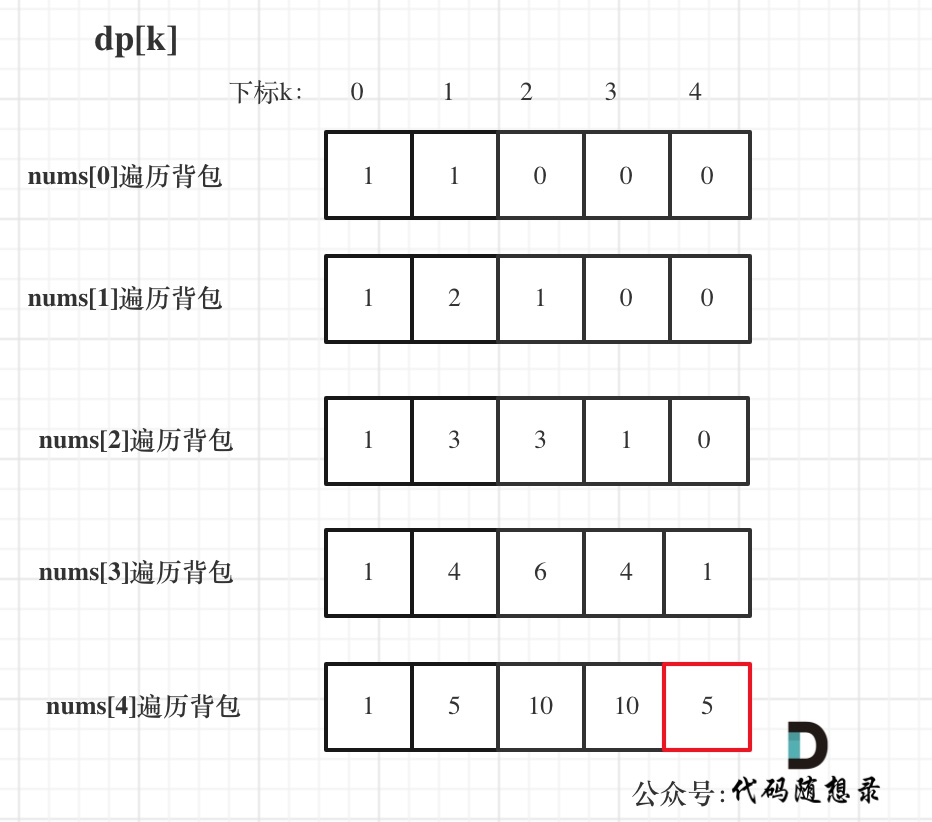 dp[k]
下标k: 0 1 2 3 4
nums[0]遍历背包 1 1 0 0 0
nums[1]遍历背包 1 2 1 0 0
nums[2]遍历背包 1 3 3 1 0
nums[3]遍历背包 1 4 6 4 1
nums[4]遍历背包 1 5 10 10 5
公众号:代码随想录